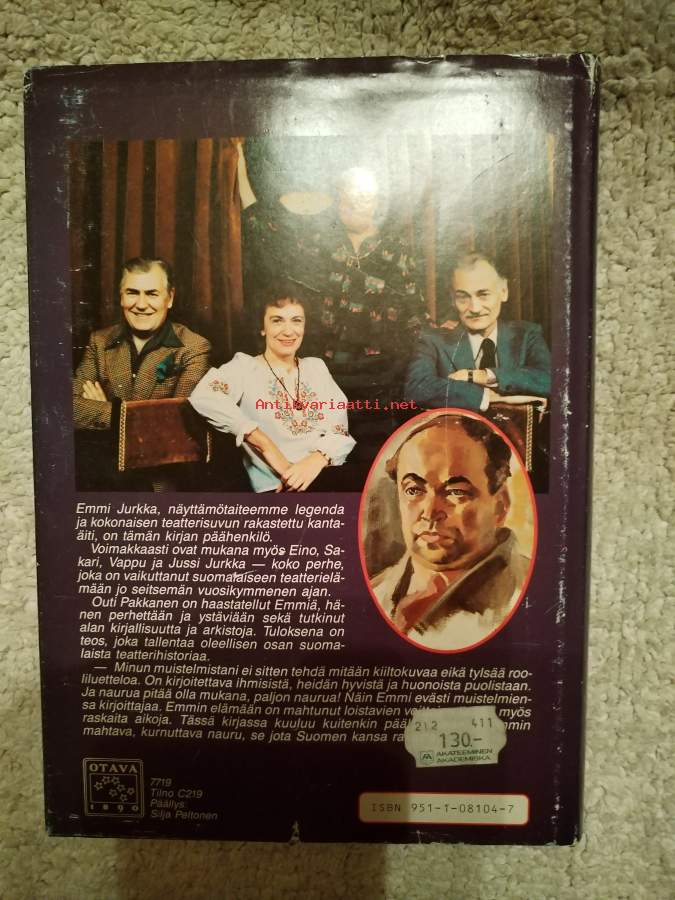 Antikvariaatti.net
Emmi Jurkka, näyttämötaiteemme legenda
ja kokonaisen teatterisuvun rakastettu kanta-
äiti, on tämän kirjan päähenkilö.
Voimakkaasti ovat mukana myös Eino, Sa-
kari, Vappu ja Jussi Jurkka — koko perhe,
joka on vaikuttanut suomalaiseen teatterielä-
mään jo seitsemän vuosikymmenen ajan.
Outi Pakkanen on haastatellut Emmiä, hä-
nen perhettään ja ystäviään sekä tutkinut
alan kirjallisuutta ja arkistoja. Tuloksena on
teos, joka tallentaa oleellisen osan suoma-
laista teatterihistoriaa.
— Minun muistelmistani ei sitten tehdä mitään kiiltokuvaa eikä tylsää roo-
liluetteloa. On kirjoitettava ihmisistä, heidän hyvistä ja huonoista puolistaan.
Ja naurua pitää olla mukana, paljon naurua! Näin Emmi evästi muistelmien-
sa kirjoittajaa. Emmin elämään on mahtunut loistavien myös
raskaita aikoja. Tässä kirjassa kuuluu kuitenkin
mahtava, kurnuttava nauru, se jota Suomen kansa
212 411
130.-
AKATEEMINEN
AKADEMISKA
OTAVA
1890
7719
Tilno C219
Päällys:
Silja Peltonen
ISBN 951-1-08104-7